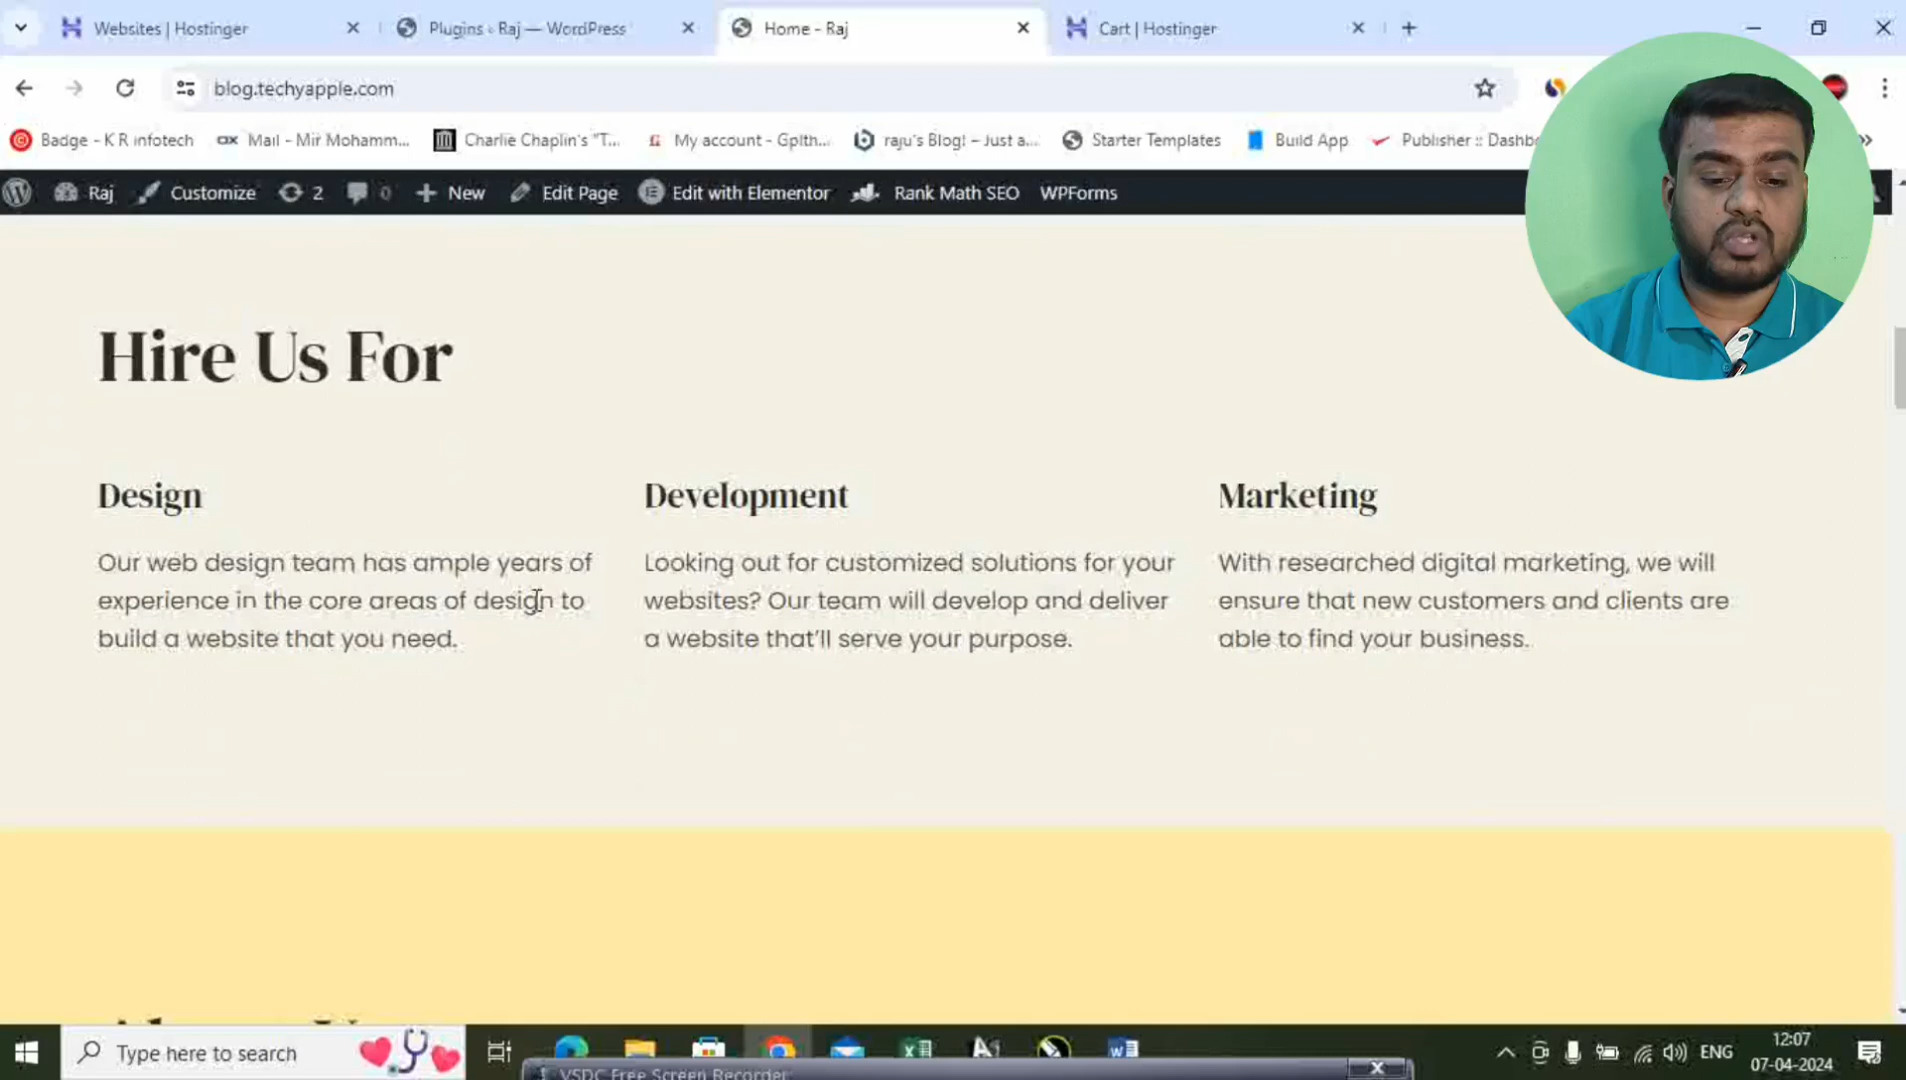 Websites | Hostinger
Plugins ‹ Raj — WordPress
Home - Raj
Cart | Hostinger
blog.techyapple.com
Badge - K R infotech
Mail - Mir Mohamm...
Charlie Chaplin's "T...
My account - Gplth...
raju's Blog! – Just a...
Starter Templates
Build App
Publisher :: Dashb
Raj
Customize
2
0
New
Edit Page
Edit with Elementor
Rank Math SEO
WPForms
Hire Us For
Design
Our web design team has ample years of
experience in the core areas of design to
build a website that you need.
Development
Looking out for customized solutions for your
websites? Our team will develop and deliver
a website that'll serve your purpose.
Marketing
With researched digital marketing, we will
ensure that new customers and clients are
able to find your business.
Type here to search
VSDC Free Screen Recorder
ENG
12:07
07-04-2024